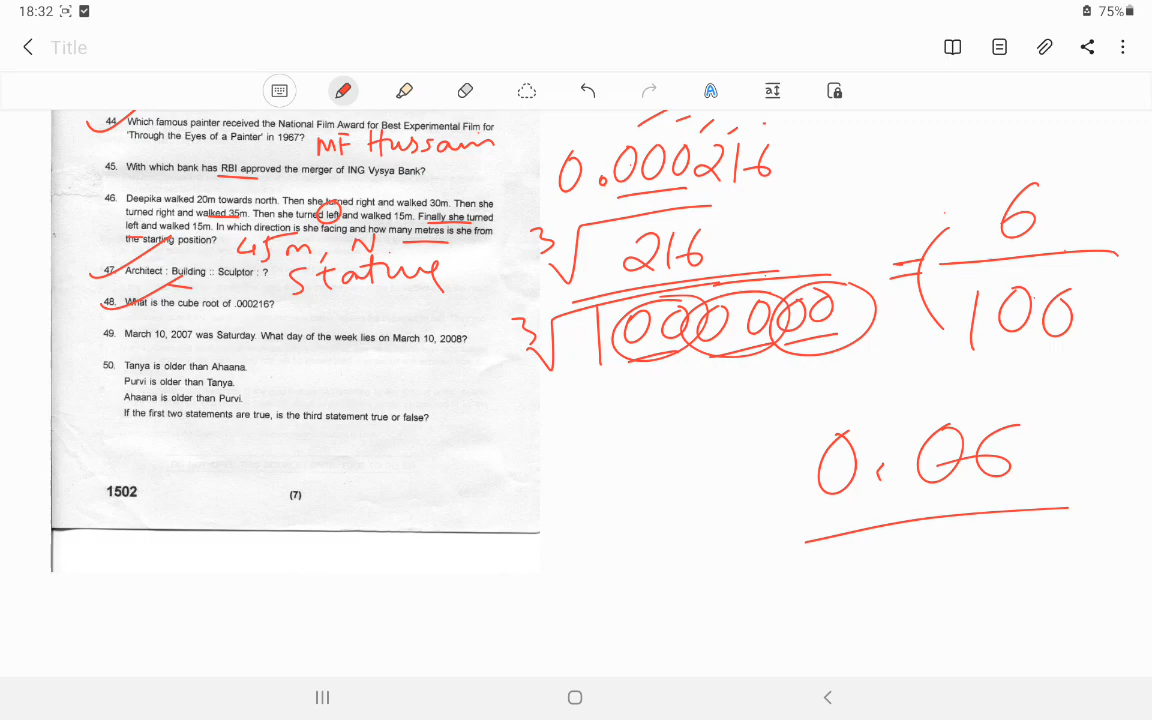 18:32
75%
Title
44. Which famous painter received the National Film Award for Best Experimental Film for
'Through the Eyes of a Painter' in 1967?
MF Hussain
45. With which bank has RBI approved the merger of ING Vysya Bank?
46. Deepika walked 20m towards north. Then she turned right and walked 30m. Then she
turned right and walked 35m. Then she turned left and walked 15m. Finally she turned
left and walked 15m. In which direction is she facing and how many metres is she from
the starting position?
45m, N
47. Architect : Building :: Sculptor : ?
Statue
48. What is the cube root of .000216?
49. March 10, 2007 was Saturday. What day of the week lies on March 10, 2008?
50. Tanya is older than Ahaana.
Purvi is older than Tanya.
Ahaana is older than Purvi.
If the first two statements are true, is the third statement true or false?
1502
(7)
0.000216
3√216
3√1000000
= ( 6
100
0.06